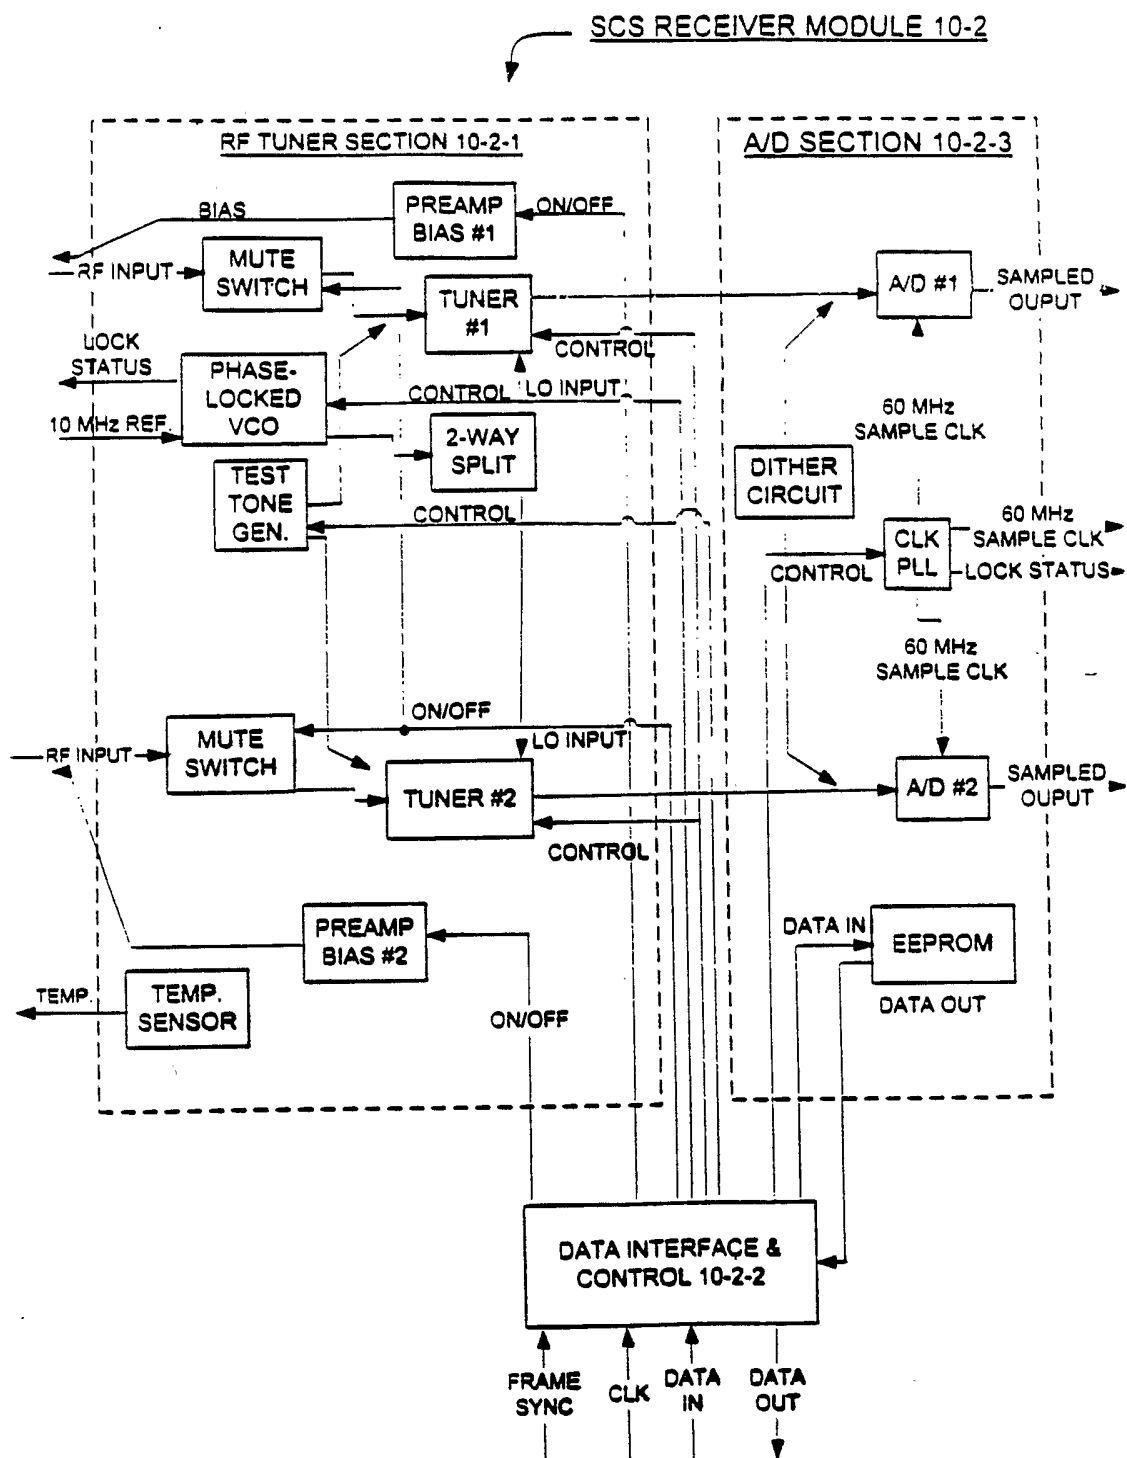 SCS RECEIVER MODULE 10-2
RF TUNER SECTION 10-2-1
A/D SECTION 10-2-3
BIAS
PREAMP
BIAS #1
ON/OFF
RF INPUT
MUTE
SWITCH
TUNER
#1
A/D #1
SAMPLED
OUPUT
LOCK
STATUS
CONTROL
PHASE-
LOCKED
VCO
CONTROL
LO INPUT
10 MHz REF.
60 MHz
SAMPLE CLK
2-WAY
SPLIT
TEST
TONE
GEN.
CONTROL
DITHER
CIRCUIT
60 MHz
SAMPLE CLK
CLK
PLL
CONTROL
LOCK STATUS
60 MHz
SAMPLE CLK
ON/OFF
RF INPUT
MUTE
SWITCH
LO INPUT
TUNER #2
A/D #2
SAMPLED
OUPUT
CONTROL
PREAMP
BIAS #2
DATA IN
EEPROM
DATA OUT
TEMP.
TEMP.
SENSOR
ON/OFF
DATA INTERFACE &
CONTROL 10-2-2
FRAME
SYNC
CLK
DATA
IN
DATA
OUT